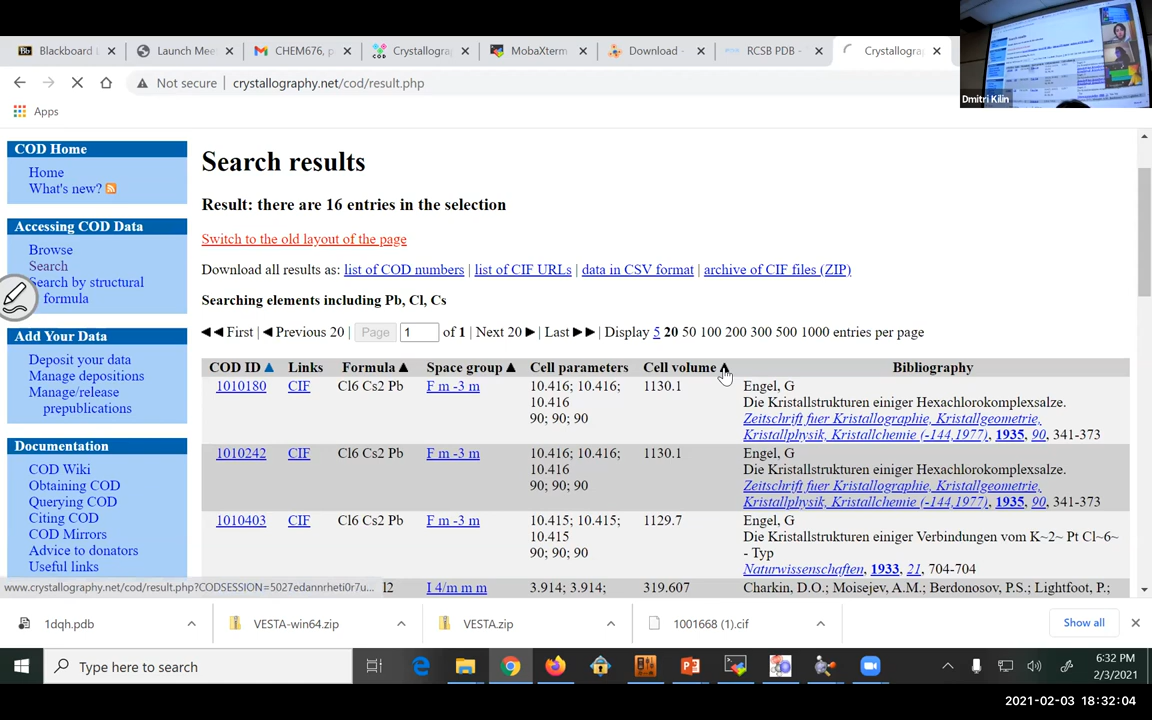 Blackboard L
Launch Mee
CHEM676, p
Crystallogra
MobaXterm
Download -
RCSB PDB -
Crystallogra
Not secure
crystallography.net/cod/result.php
Apps
Dmitri Kilin
COD Home
Home
What's new?
Accessing COD Data
Browse
Search
Search by structural
formula
Add Your Data
Deposit your data
Manage depositions
Manage/release
prepublications
Documentation
COD Wiki
Obtaining COD
Querying COD
Citing COD
COD Mirrors
Advice to donators
Useful links
Search results
Result: there are 16 entries in the selection
Switch to the old layout of the page
Download all results as: list of COD numbers | list of CIF URLs | data in CSV format | archive of CIF files (ZIP)
Searching elements including Pb, Cl, Cs
◀◀ First | ◀ Previous 20 | Page 1 of 1 | Next 20 ▶ | Last ▶▶ | Display 5 20 50 100 200 300 500 1000 entries per page
COD ID ▲ Links Formula ▲ Space group ▲ Cell parameters Cell volume ▲ Bibliography
1010180 CIF Cl6 Cs2 Pb F m -3 m 10.416; 10.416; 1130.1 Engel, G
10.416 Die Kristallstrukturen einiger Hexachlorokomplexsalze.
90; 90; 90 Zeitschrift fuer Kristallographie, Kristallgeometrie,
Kristallphysik, Kristallchemie (-144,1977), 1935, 90, 341-373
1010242 CIF Cl6 Cs2 Pb F m -3 m 10.416; 10.416; 1130.1 Engel, G
10.416 Die Kristallstrukturen einiger Hexachlorokomplexsalze.
90; 90; 90 Zeitschrift fuer Kristallographie, Kristallgeometrie,
Kristallphysik, Kristallchemie (-144,1977), 1935, 90, 341-373
1010403 CIF Cl6 Cs2 Pb F m -3 m 10.415; 10.415; 1129.7 Engel, G
10.415 Die Kristallstrukturen einiger Verbindungen vom K~2~ Pt Cl~6~
90; 90; 90 - Typ
Naturwissenschaften, 1933, 21, 704-704
l2 I 4/m m m 3.914; 3.914; 319.607 Charkin, D.O.; Moisejev, A.M.; Berdonosov, P.S.; Lightfoot, P.;
www.crystallography.net/cod/result.php?CODSESSION=5027edannrheti0r7u...
1dqh.pdb
VESTA-win64.zip
VESTA.zip
1001668 (1).cif
Show all
Type here to search
6:32 PM
2/3/2021
2021-02-03 18:32:04